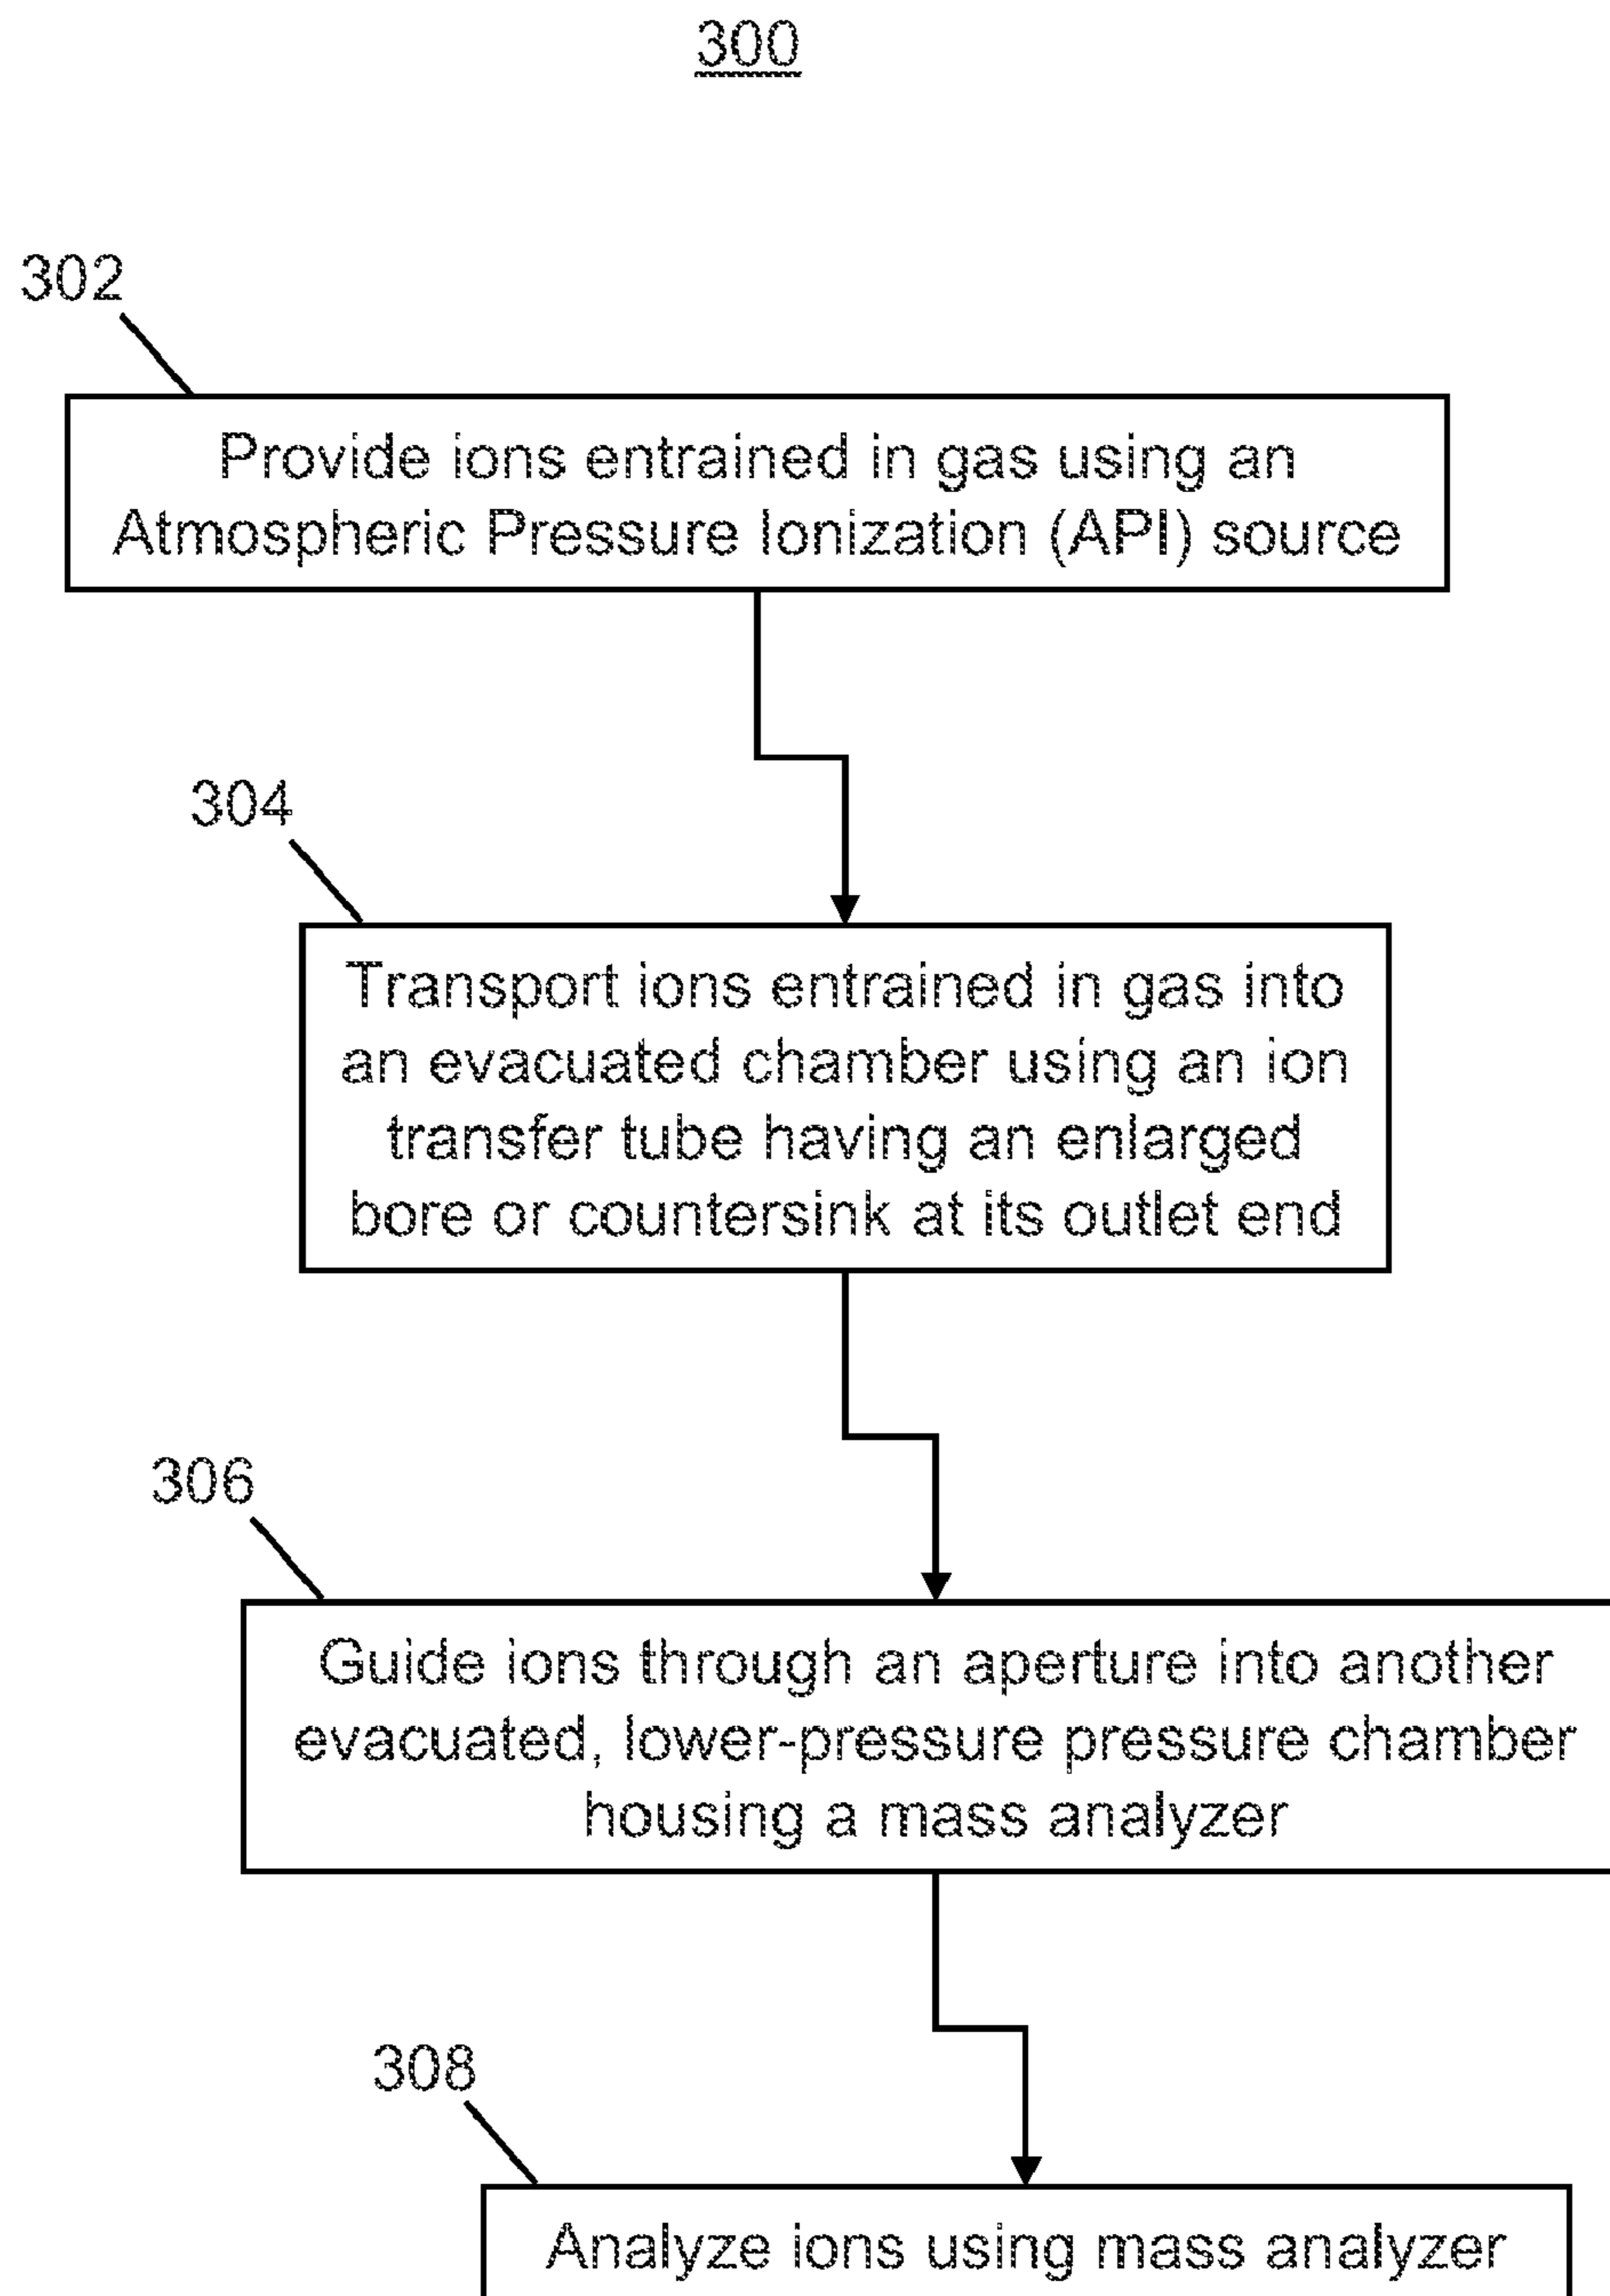 300
302
Provide ions entrained in gas using an
Atmospheric Pressure Ionization (API) source
304
Transport ions entrained in gas into
an evacuated chamber using an ion
transfer tube having an enlarged
bore or countersink at its outlet end
306
Guide ions through an aperture into another
evacuated, lower-pressure pressure chamber
housing a mass analyzer
308
Analyze ions using mass analyzer